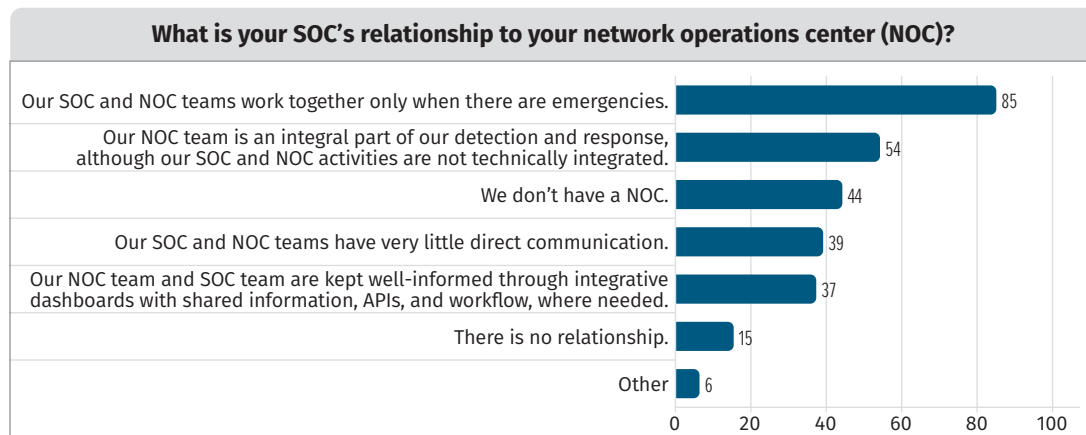 What is your SOC’s relationship to your network operations center (NOC)?
Our SOC and NOC teams work together only when there are emergencies.
85
Our NOC team is an integral part of our detection and response,
although our SOC and NOC activities are not technically integrated.
54
We don’t have a NOC.
44
Our SOC and NOC teams have very little direct communication.
39
Our NOC team and SOC team are kept well-informed through integrative
dashboards with shared information, APIs, and workflow, where needed.
37
There is no relationship.
15
Other
6
0 20 40 60 80 100